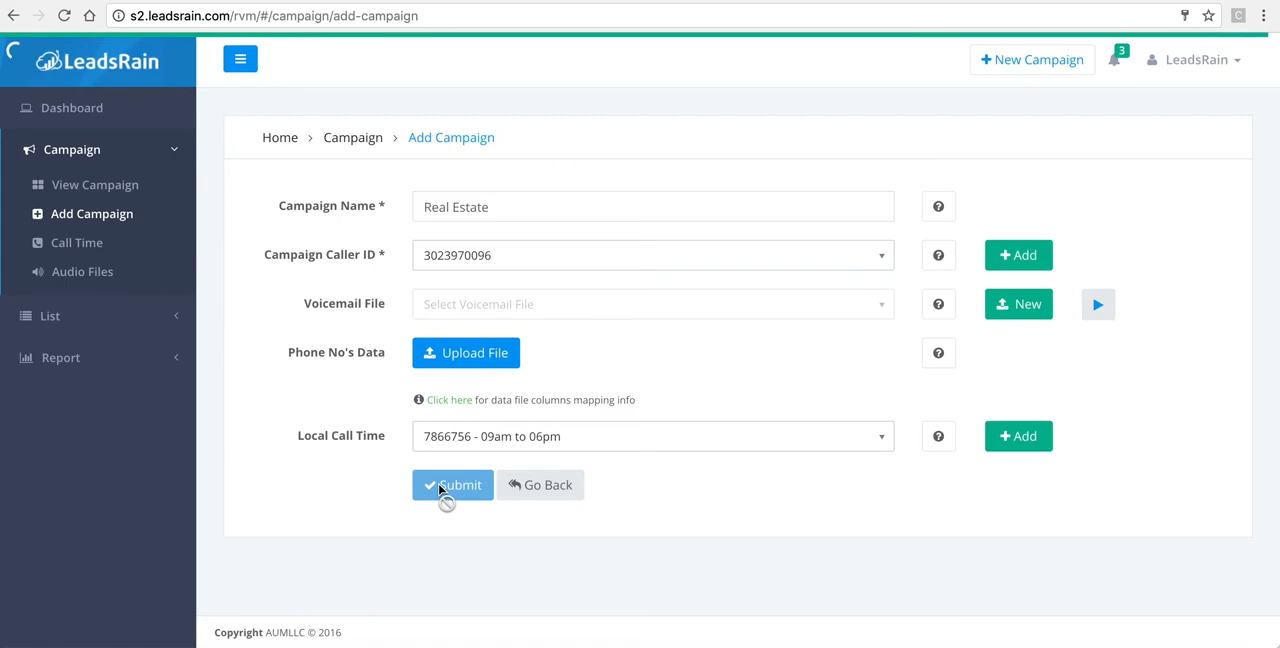 s2.leadsrain.com/rvm/#/campaign/add-campaign
C
LeadsRain
New Campaign
3
LeadsRain
Dashboard
Campaign
View Campaign
Add Campaign
Call Time
Audio Files
List
Report
Home > Campaign > Add Campaign
Campaign Name * Real Estate ?
Campaign Caller ID * 3023970096 ? Add
Voicemail File Select Voicemail File ? New
Phone No's Data Upload File ?
Click here for data file columns mapping info
Local Call Time 7866756 - 09am to 06pm ? Add
Submit Go Back
Copyright AUMLLC © 2016